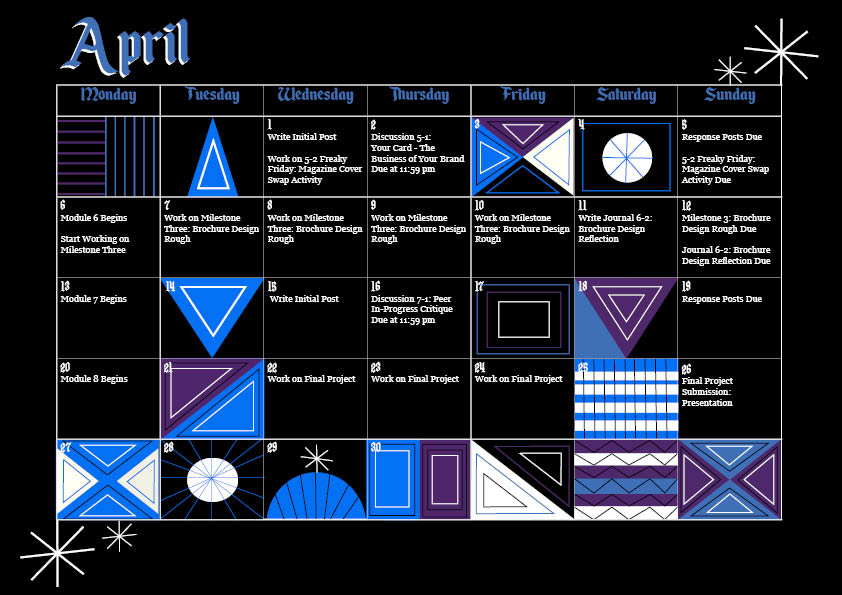 April
Monday Tuesday Wednesday Thursday Friday Saturday Sunday
1
Write Initial Post
Work on 5-2 Freaky
Friday: Magazine Cover
Swap Activity
2
Discussion 5-1:
Your Card - The
Business of Your Brand
Due at 11:59 pm
3
4
5
Response Posts Due
5-2 Freaky Friday:
Magazine Cover Swap
Activity Due
6
Module 6 Begins
Start Working on
Milestone Three
7
Work on Milestone
Three: Brochure Design
Rough
8
Work on Milestone
Three: Brochure Design
Rough
9
Work on Milestone
Three: Brochure Design
Rough
10
Work on Milestone
Three: Brochure Design
Rough
11
Write Journal 6-2:
Brochure Design
Reflection
12
Milestone 3: Brochure
Design Rough Due
Journal 6-2: Brochure
Design Reflection Due
13
Module 7 Begins
14
15
Write Initial Post
16
Discussion 7-1: Peer
In-Progress Critique
Due at 11:59 pm
17
18
19
Response Posts Due
20
Module 8 Begins
21
22
Work on Final Project
23
Work on Final Project
24
Work on Final Project
25
26
Final Project
Submission:
Presentation
27
28
29
30